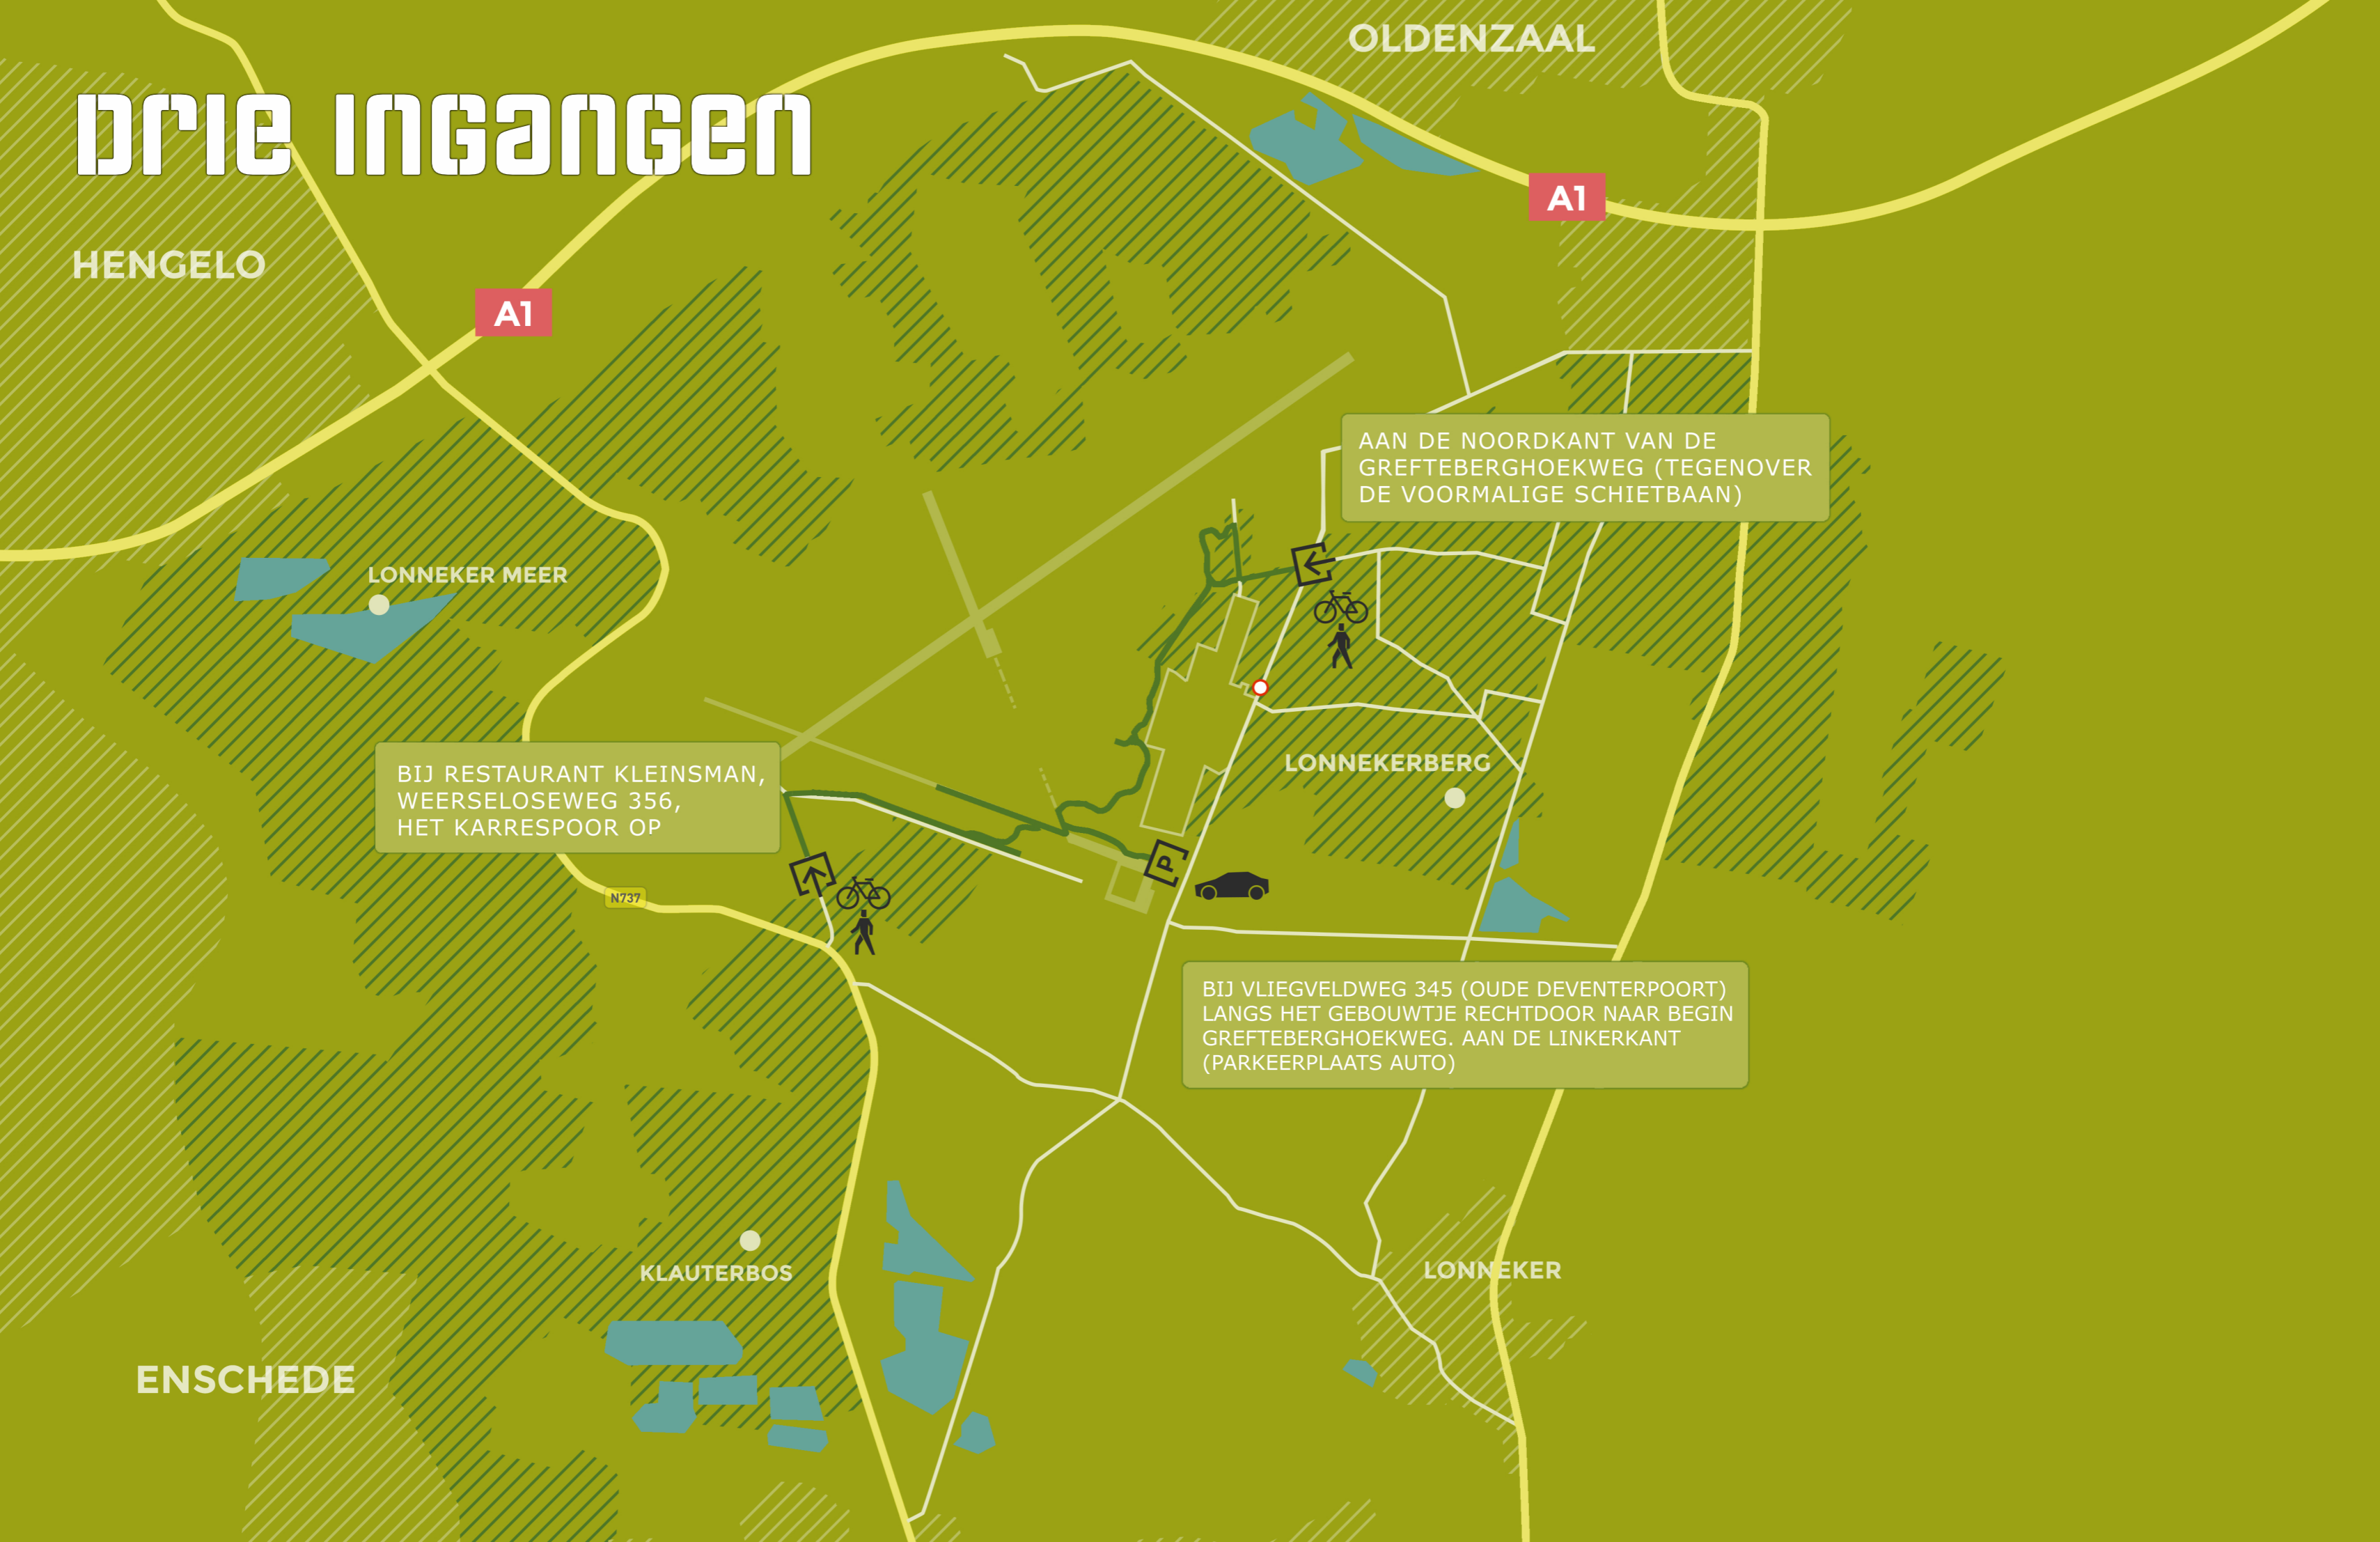 OLDENZAAL
Drie Ingangen
A1
HENGELO
A1
AAN DE NOORDKANT VAN DE
GREFTEBERGHOEKWEG (TEGENOVER
DE VOORMALIGE SCHIETBAAN)
LONNEKER MEER
LONNEKERBERG
BIJ RESTAURANT KLEINSMAN,
WEERSELOSEWEG 356,
HET KARRESPOOR OP
P
N737
BIJ VLIEGVELDWEG 345 (OUDE DEVENTERPOORT)
LANGS HET GEBOUWTJE RECHTDOOR NAAR BEGIN
GREFTEBERGHOEKWEG. AAN DE LINKERKANT
(PARKEERPLAATS AUTO)
KLAUTERBOS
LONNEKER
ENSCHEDE